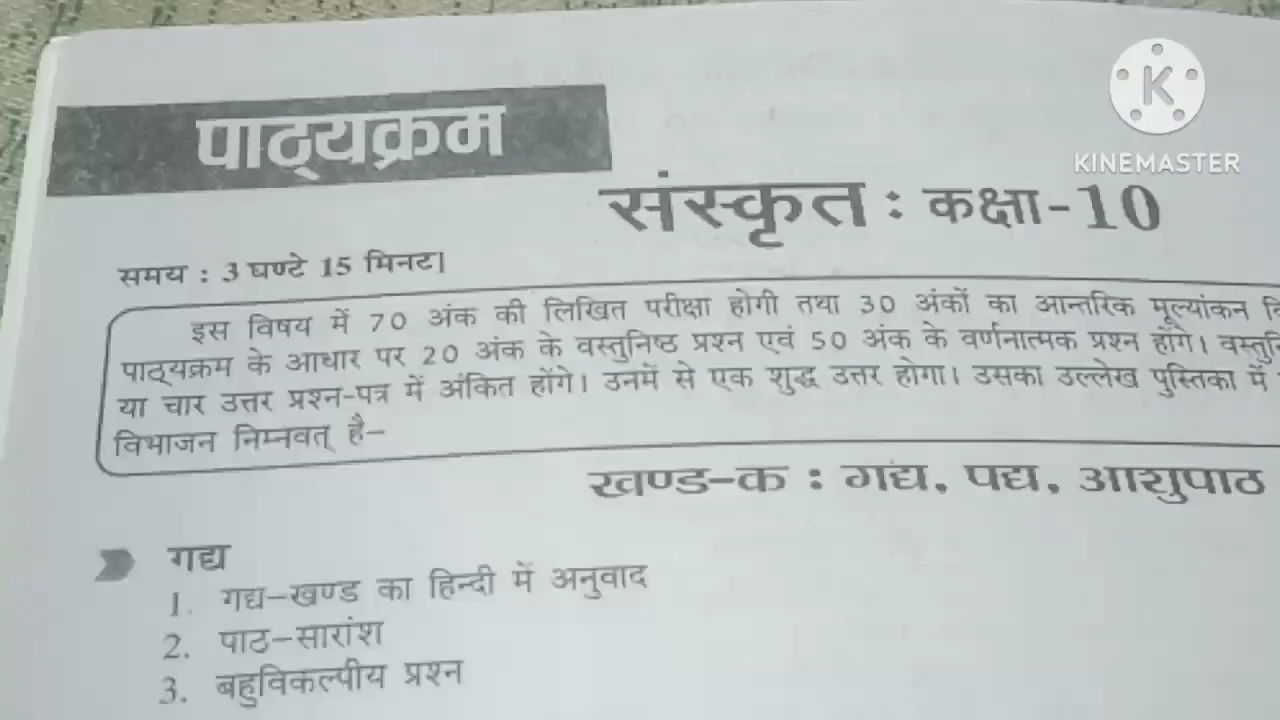 पाठ्यक्रम
KINEMASTER
संस्कृत : कक्षा-10
समय : 3 घण्टे 15 मिनट।
इस विषय में 70 अंक की लिखित परीक्षा होगी तथा 30 अंकों का आन्तरिक मूल्यांकन
पाठ्यक्रम के आधार पर 20 अंक के वस्तुनिष्ठ प्रश्न एवं 50 अंक के वर्णनात्मक प्रश्न होंगे।
या चार उत्तर प्रश्न-पत्र में अंकित होंगे। उनमें से एक शुद्ध उत्तर होगा। उसका उल्लेख पुस्तिका में
विभाजन निम्नवत् है–
खण्ड-क : गद्य, पद्य, आशुपाठ
गद्य
1. गद्य-खण्ड का हिन्दी में अनुवाद
2. पाठ-सारांश
3. बहुविकल्पीय प्रश्न